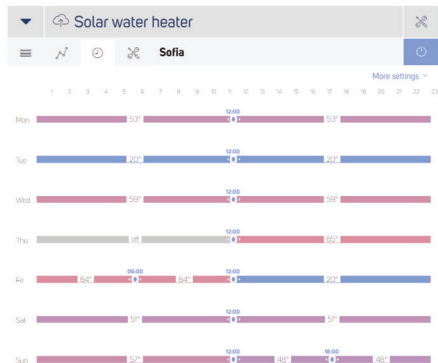 Solar water heater
Sofia
More settings
1 2 3 4 5 6 7 8 9 10 11 12 13 14 15 16 17 18 19 20 21 22 23
12:00
Mon 53° 53°
12:00
Tue 20° 20°
12:00
Wed 59° 59°
12:00
Thu off 65°
06:00 12:00
Fri 64° 64° 20°
12:00
Sat 51° 51°
12:00 18:00
Sun 57° 48° 48°